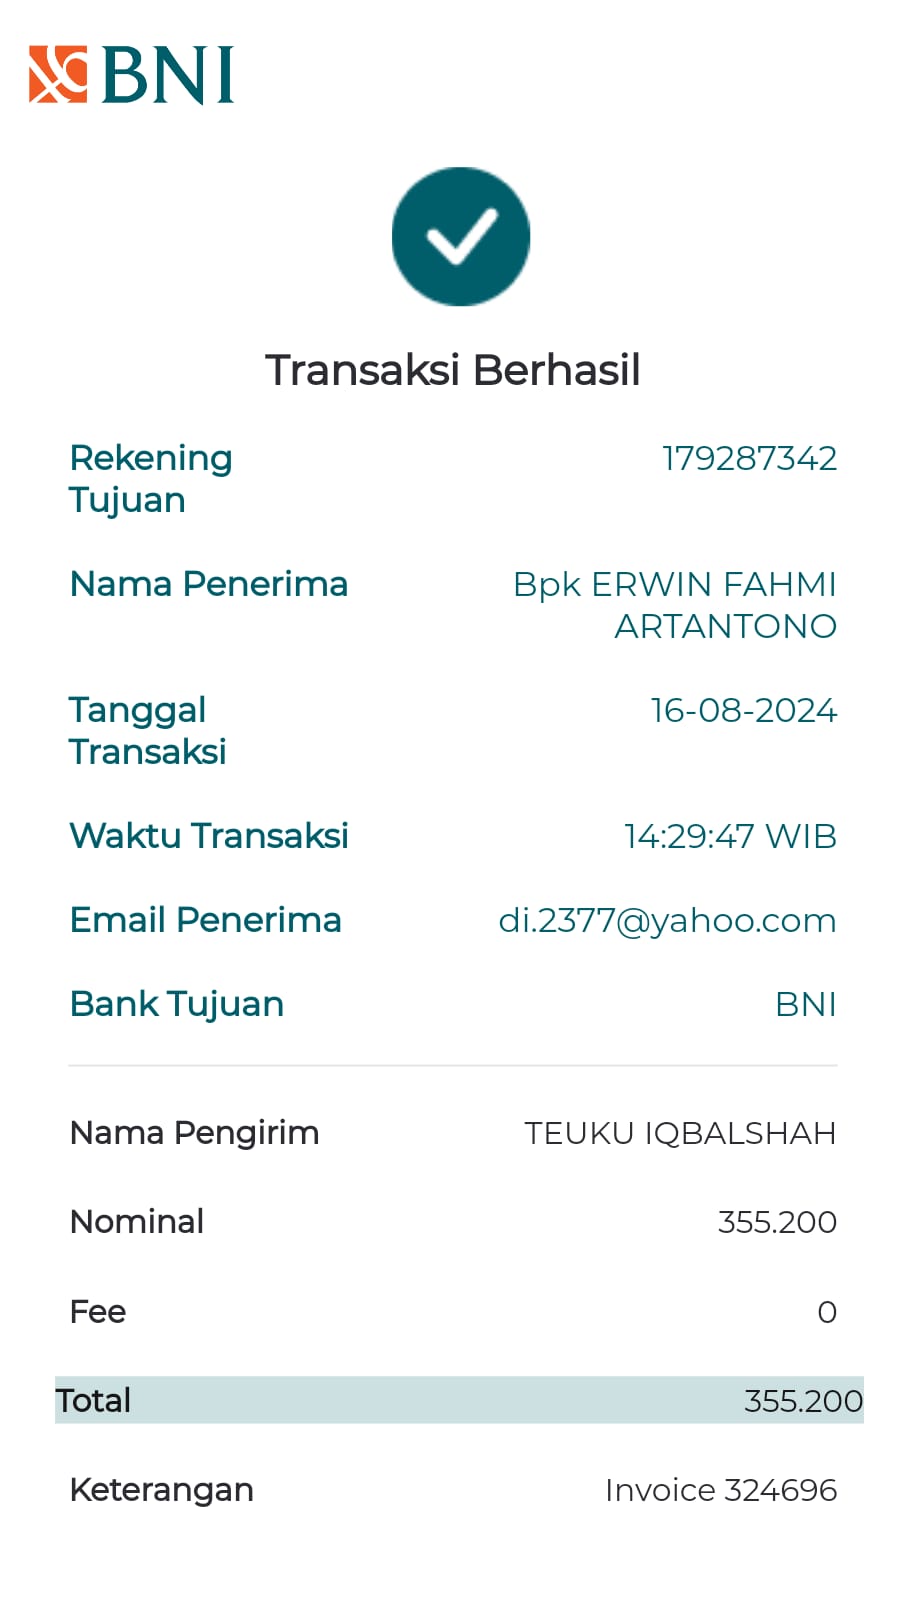 BNI
Transaksi Berhasil
Rekening Tujuan 179287342
Nama Penerima Bpk ERWIN FAHMI ARTANTONO
Tanggal Transaksi 16-08-2024
Waktu Transaksi 14:29:47 WIB
Email Penerima di.2377@yahoo.com
Bank Tujuan BNI
Nama Pengirim TEUKU IQBALSHAH
Nominal 355.200
Fee 0
Total 355.200
Keterangan Invoice 324696